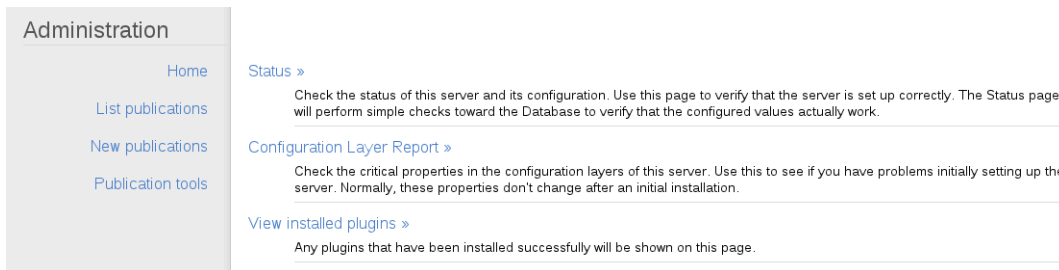 Administration
Home
List publications
New publications
Publication tools
Status »
Check the status of this server and its configuration. Use this page to verify that the server is set up correctly. The Status page
will perform simple checks toward the Database to verify that the configured values actually work.
Configuration Layer Report »
Check the critical properties in the configuration layers of this server. Use this to see if you have problems initially setting up the
server. Normally, these properties don't change after an initial installation.
View installed plugins »
Any plugins that have been installed successfully will be shown on this page.